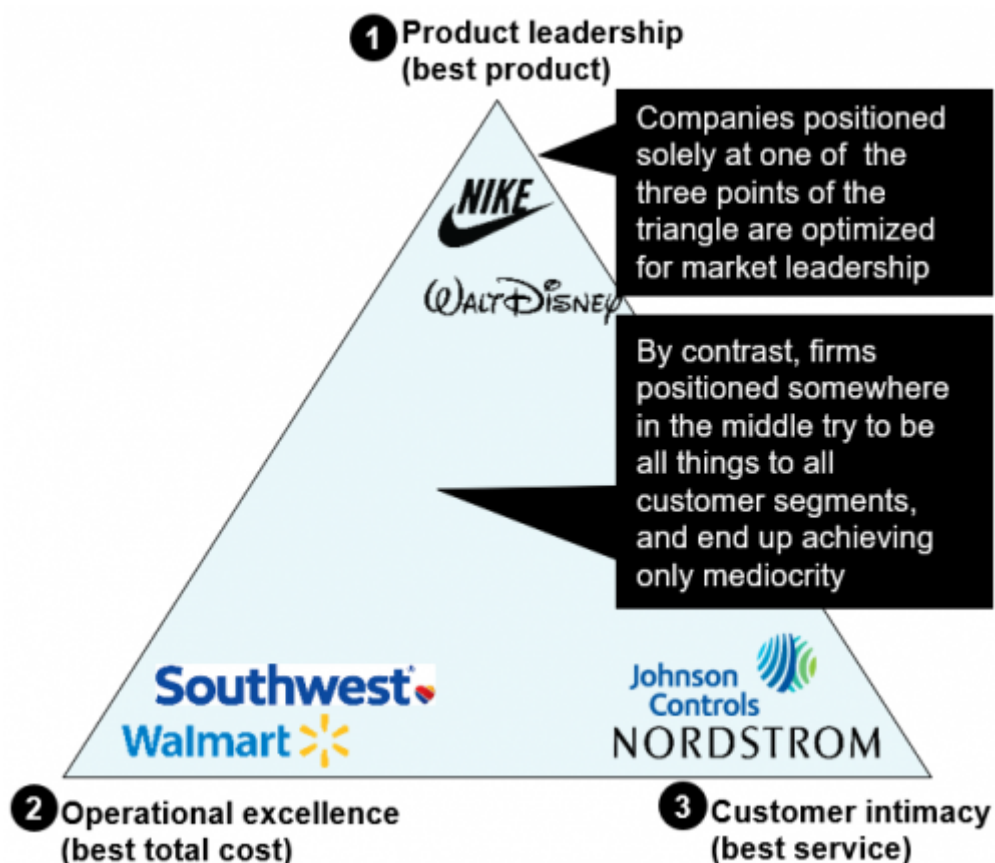 1 Product leadership
(best product)
Companies positioned
solely at one of the
three points of the
triangle are optimized
for market leadership
NIKE
WALT DISNEY
By contrast, firms
positioned somewhere
in the middle try to be
all things to all
customer segments,
and end up achieving
only mediocrity
Southwest®
Walmart
Johnson
Controls
NORDSTROM
2 Operational excellence
(best total cost)
3 Customer intimacy
(best service)